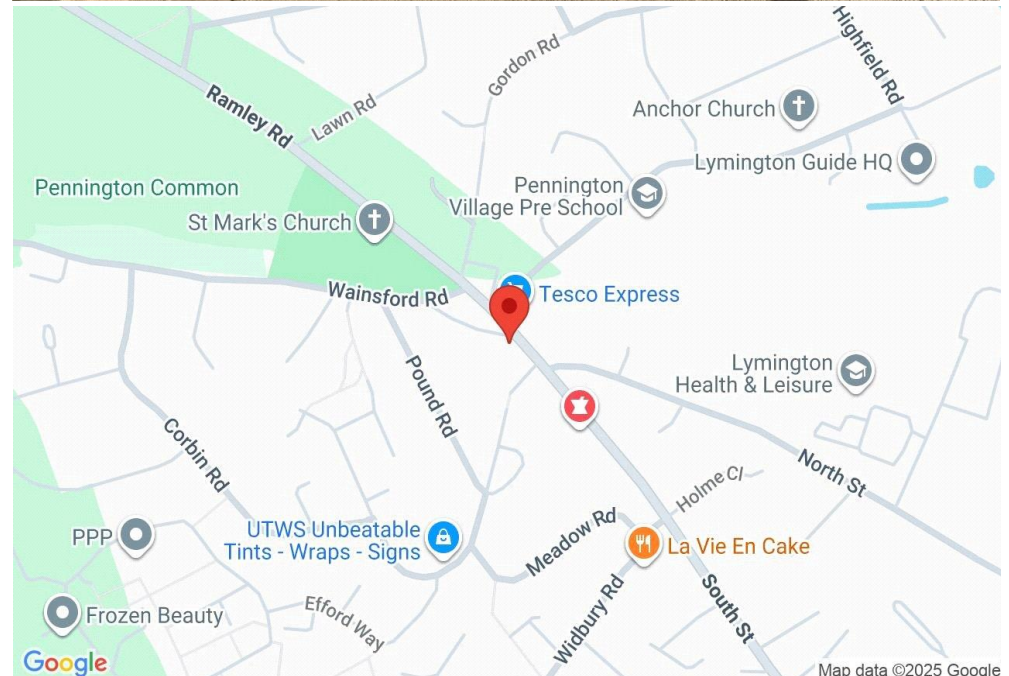 Highfield Rd
Gordon Rd
Ramley Rd
Lawn Rd
Anchor Church
Lymington Guide HQ
Pennington Common
Pennington
Village Pre School
St Mark's Church
Wainsford Rd
Tesco Express
Pound Rd
Lymington
Health & Leisure
Corbin Rd
North St
Holme Cl
UTWS Unbeatable
Tints - Wraps - Signs
PPP
Meadow Rd
La Vie En Cake
South St
Widbury Rd
Efford Way
Frozen Beauty
Google
Map data ©2025 Google